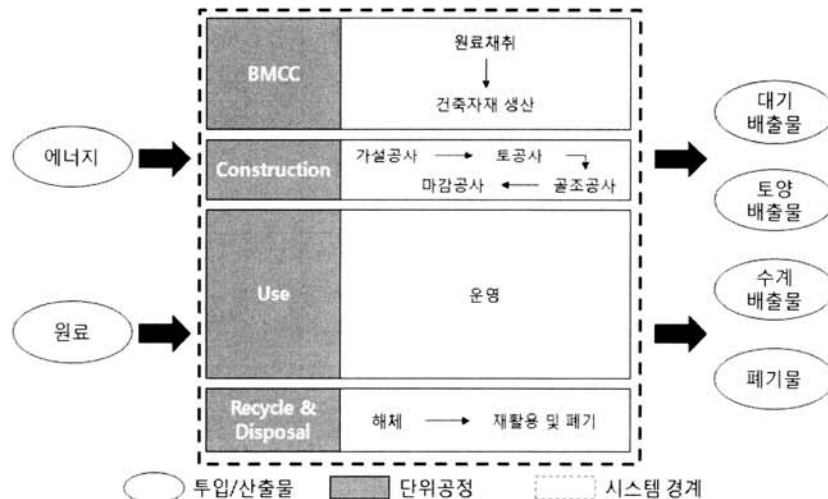 BMCC
원료채취
건축자재 생산
에너지
Construction
가설공사
토공사
마감공사
골조공사
Use
운영
원료
Recycle &
Disposal
해체
재활용 및 폐기
대기
배출물
토양
배출물
수계
배출물
폐기물
투입/산출물
단위공정
시스템 경계